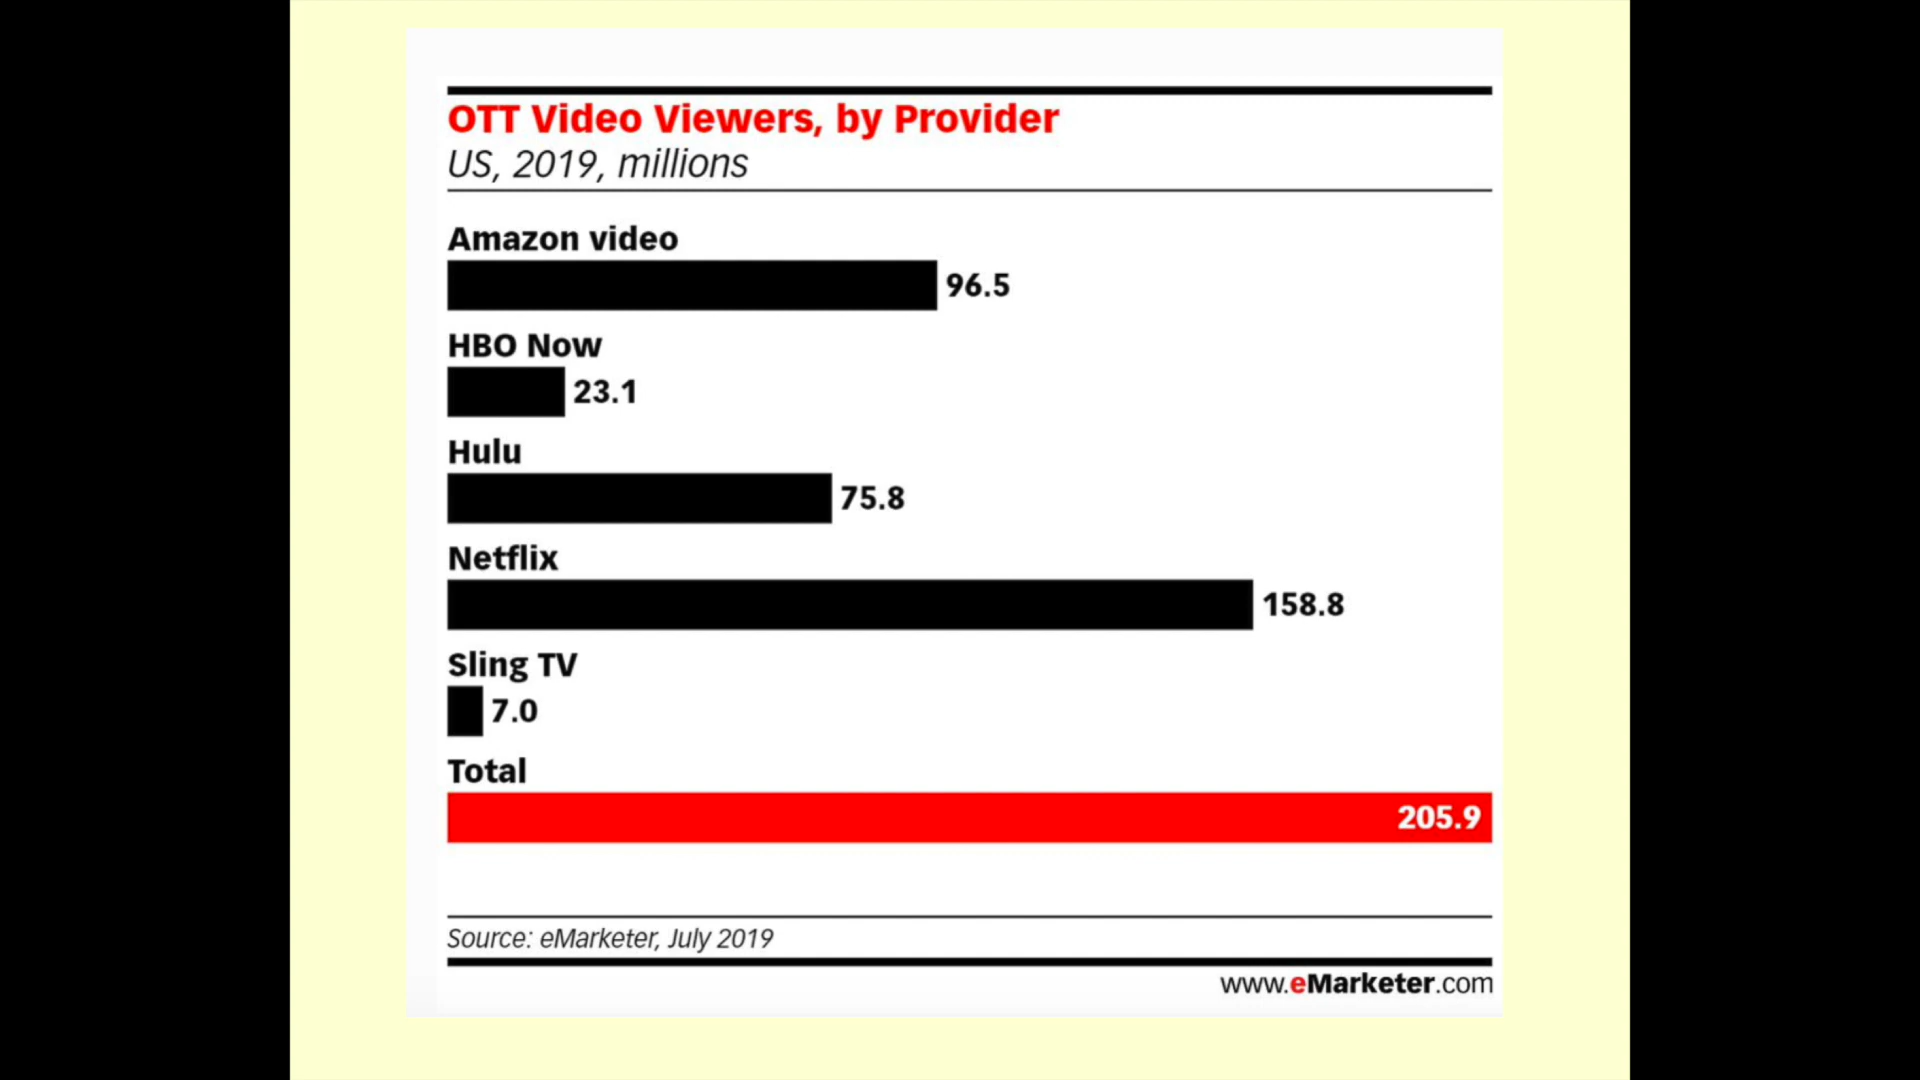 OTT Video Viewers, by Provider
US, 2019, millions
Amazon video
96.5
HBO Now
23.1
Hulu
75.8
Netflix
158.8
Sling TV
7.0
Total
205.9
Source: eMarketer, July 2019
www.eMarketer.com